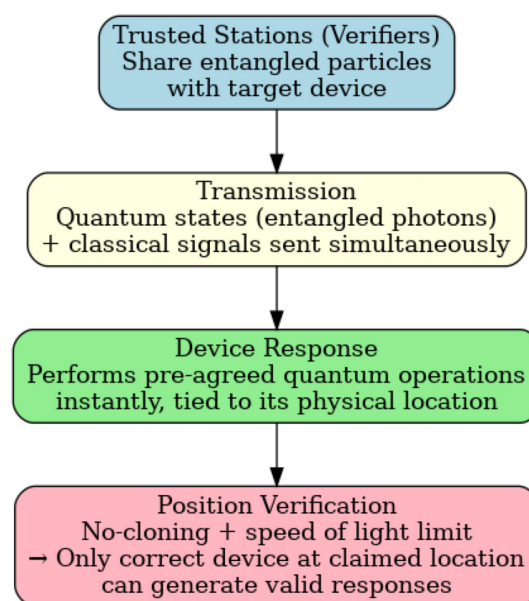 Trusted Stations (Verifiers)
Share entangled particles
with target device
Transmission
Quantum states (entangled photons)
+ classical signals sent simultaneously
Device Response
Performs pre-agreed quantum operations
instantly, tied to its physical location
Position Verification
No-cloning + speed of light limit
→ Only correct device at claimed location
can generate valid responses